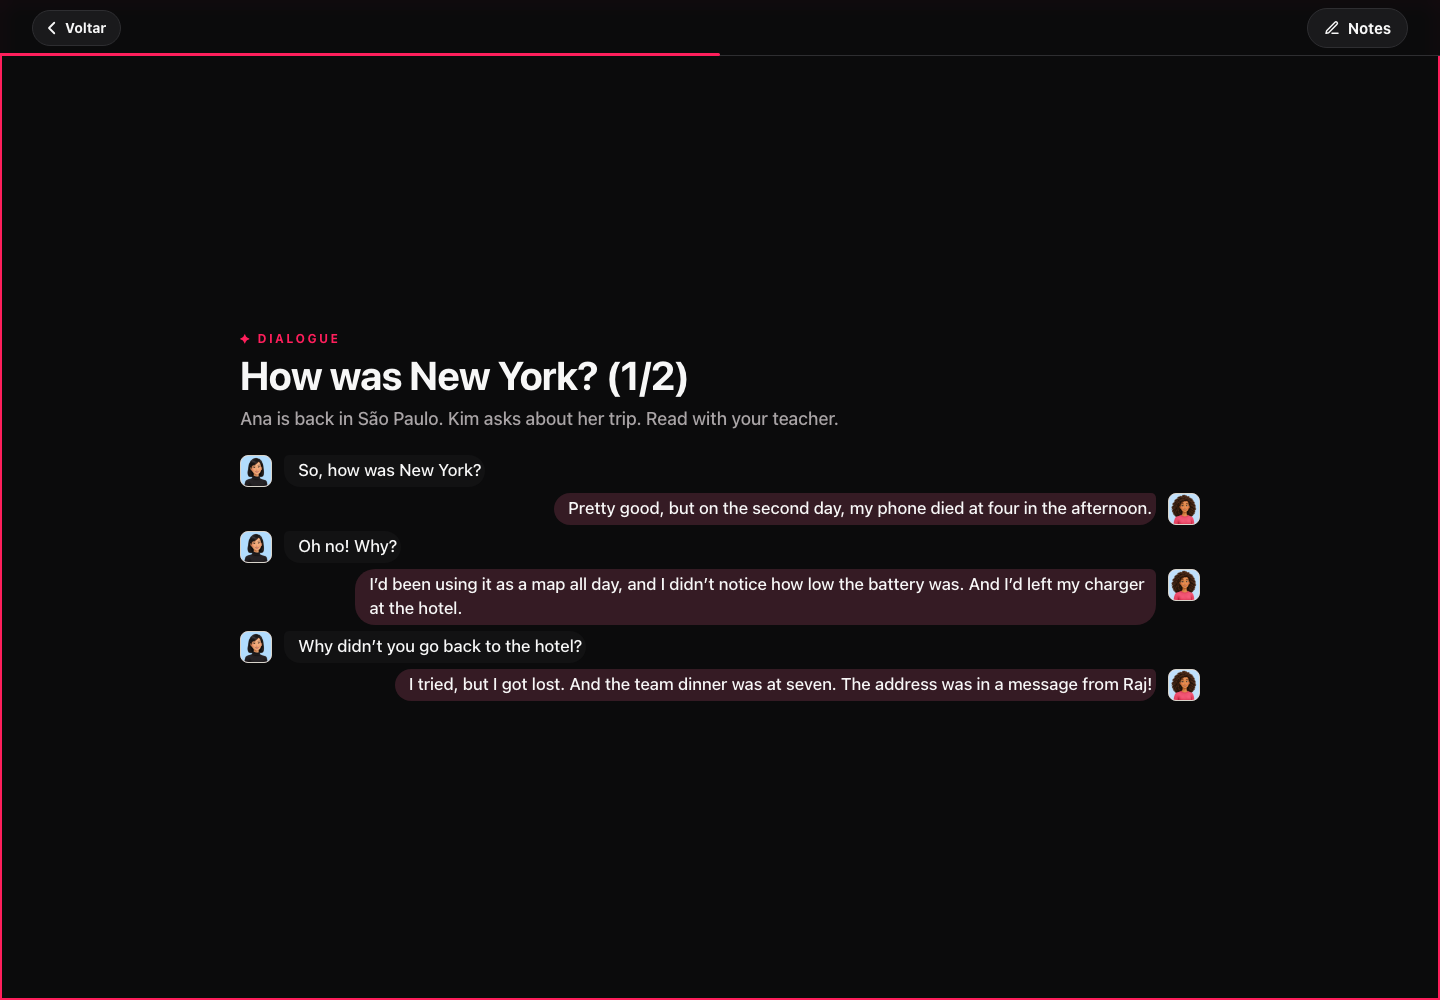 Voltar
Notes
DIALOGUE
How was New York? (1/2)
Ana is back in São Paulo. Kim asks about her trip. Read with your teacher.
So, how was New York?
Pretty good, but on the second day, my phone died at four in the afternoon.
Oh no! Why?
I’d been using it as a map all day, and I didn’t notice how low the battery was. And I’d left my charger
at the hotel.
Why didn’t you go back to the hotel?
I tried, but I got lost. And the team dinner was at seven. The address was in a message from Raj!